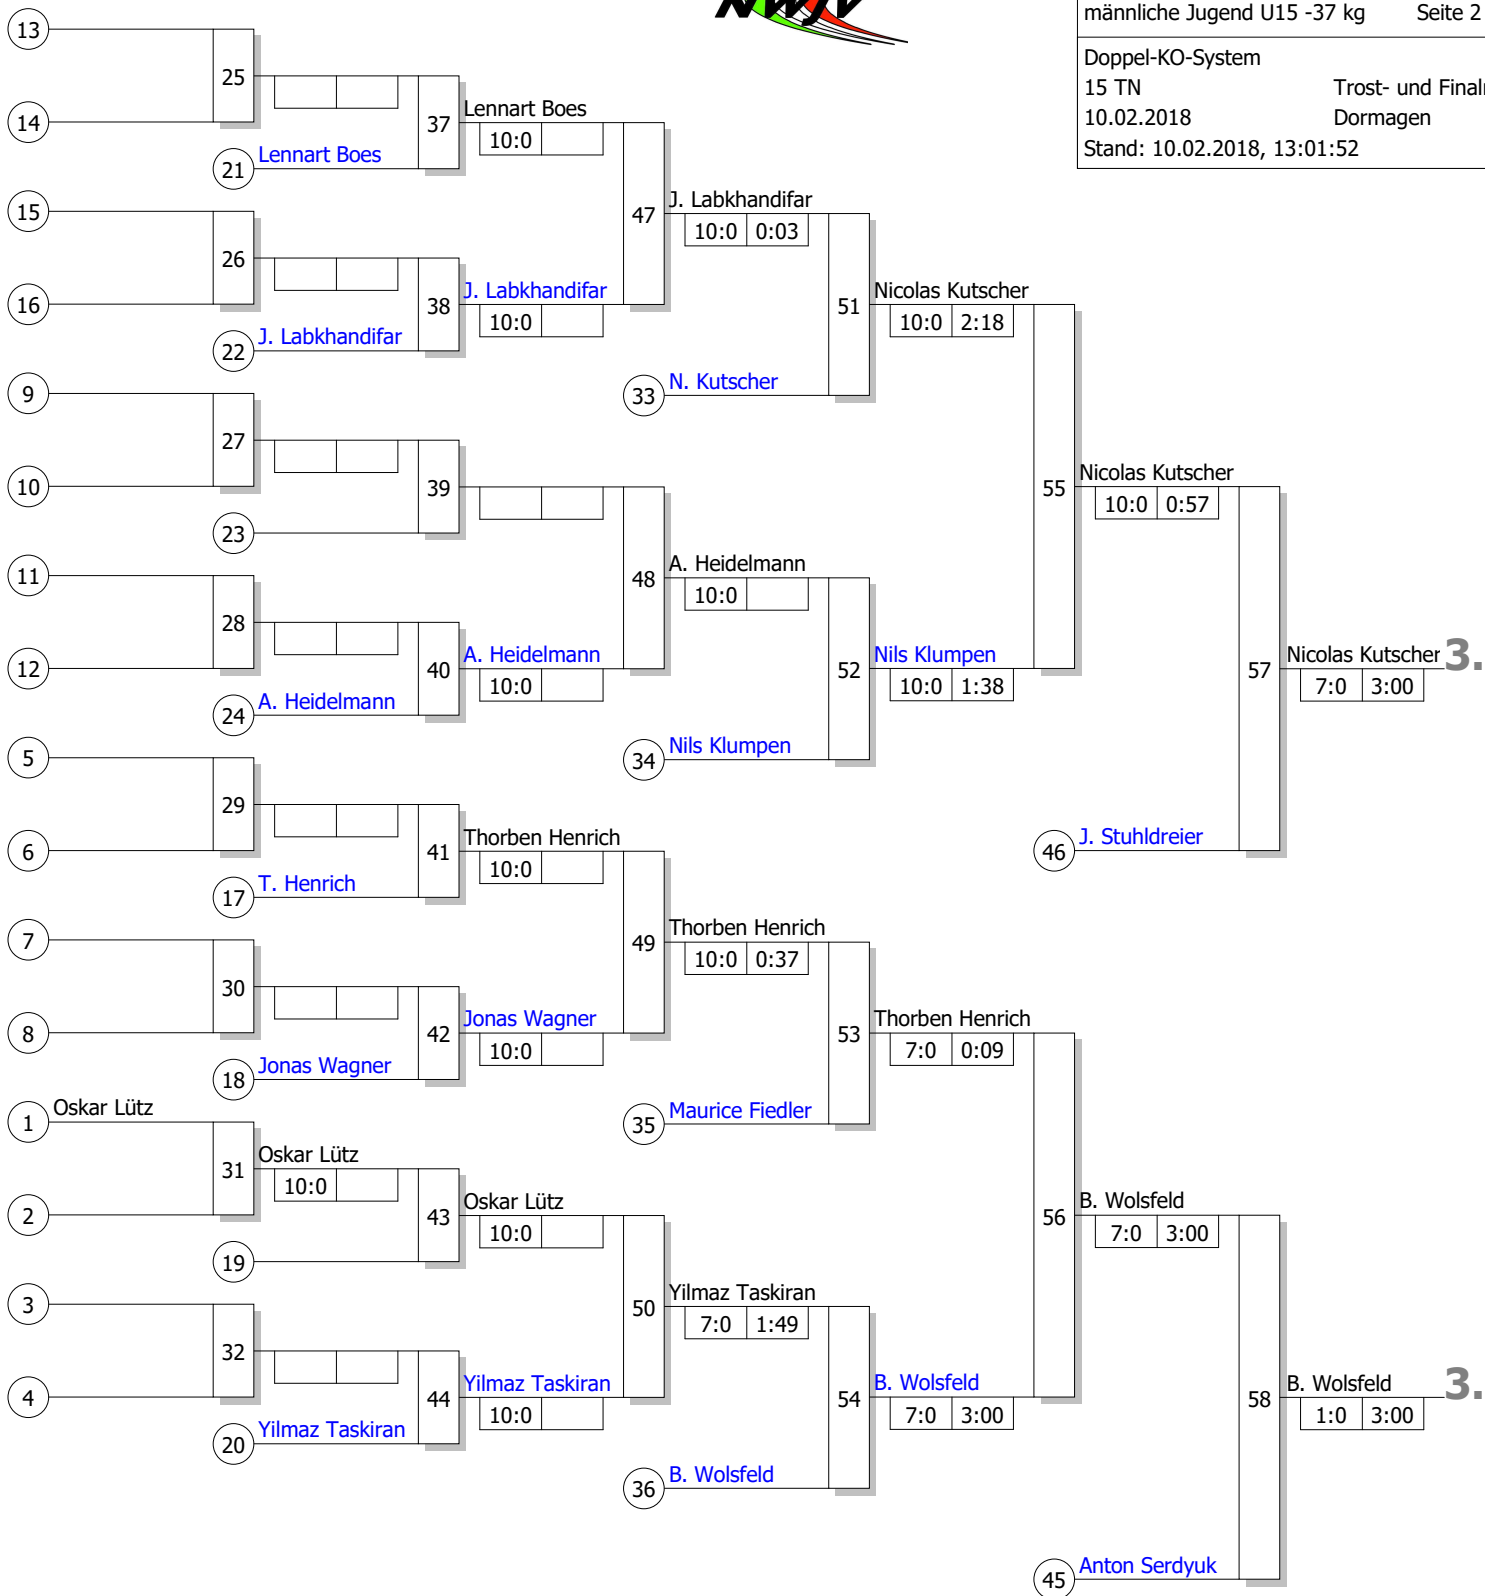 NWJV
männliche Jugend U15 -37 kg Seite 2
Doppel-KO-System
15 TN Trost- und Final
10.02.2018 Dormagen
Stand: 10.02.2018, 13:01:52
13
25
14
37
Lennart Boes
10:0
21 Lennart Boes
15
47
J. Labkhandifar
10:0 0:03
26
16
38
J. Labkhandifar
10:0
22 J. Labkhandifar
51
Nicolas Kutscher
10:0 2:18
33 N. Kutscher
9
27
10
39
23
55
Nicolas Kutscher
10:0 0:57
11
48
A. Heidelmann
10:0
28
12
40
A. Heidelmann
10:0
24 A. Heidelmann
52
Nils Klumpen
10:0 1:38
34 Nils Klumpen
57
Nicolas Kutscher 3.
7:0 3:00
5
29
6
41
Thorben Henrich
10:0
17 T. Henrich
46 J. Stuhldreier
7
49
Thorben Henrich
10:0 0:37
30
8
42
Jonas Wagner
10:0
18 Jonas Wagner
53
Thorben Henrich
7:0 0:09
35 Maurice Fiedler
1 Oskar Lütz
31
Oskar Lütz
10:0
2
43
Oskar Lütz
10:0
19
56
B. Wolsfeld
7:0 3:00
3
50
Yilmaz Taskiran
7:0 1:49
32
4
44
Yilmaz Taskiran
10:0
20 Yilmaz Taskiran
54
B. Wolsfeld
7:0 3:00
36 B. Wolsfeld
58
B. Wolsfeld 3.
1:0 3:00
45 Anton Serdyuk